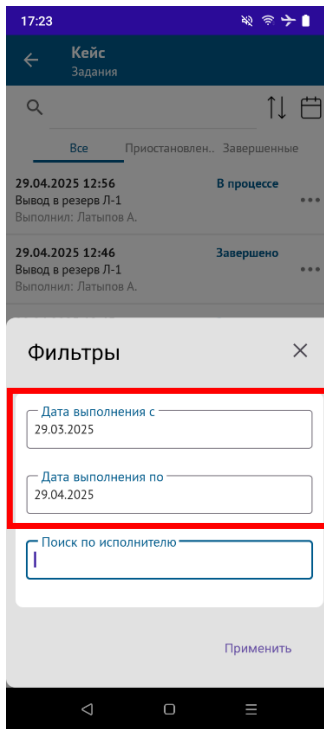 17:23
Кейс
Задания
Все Приостановлен.. Завершенные
29.04.2025 12:56 В процессе
Вывод в резерв Л-1
Выполнил: Латыпов А.
29.04.2025 12:46 Завершено
Вывод в резерв Л-1
Выполнил: Латыпов А.
Фильтры
Дата выполнения с
29.03.2025
Дата выполнения по
29.04.2025
Поиск по исполнителю
Применить